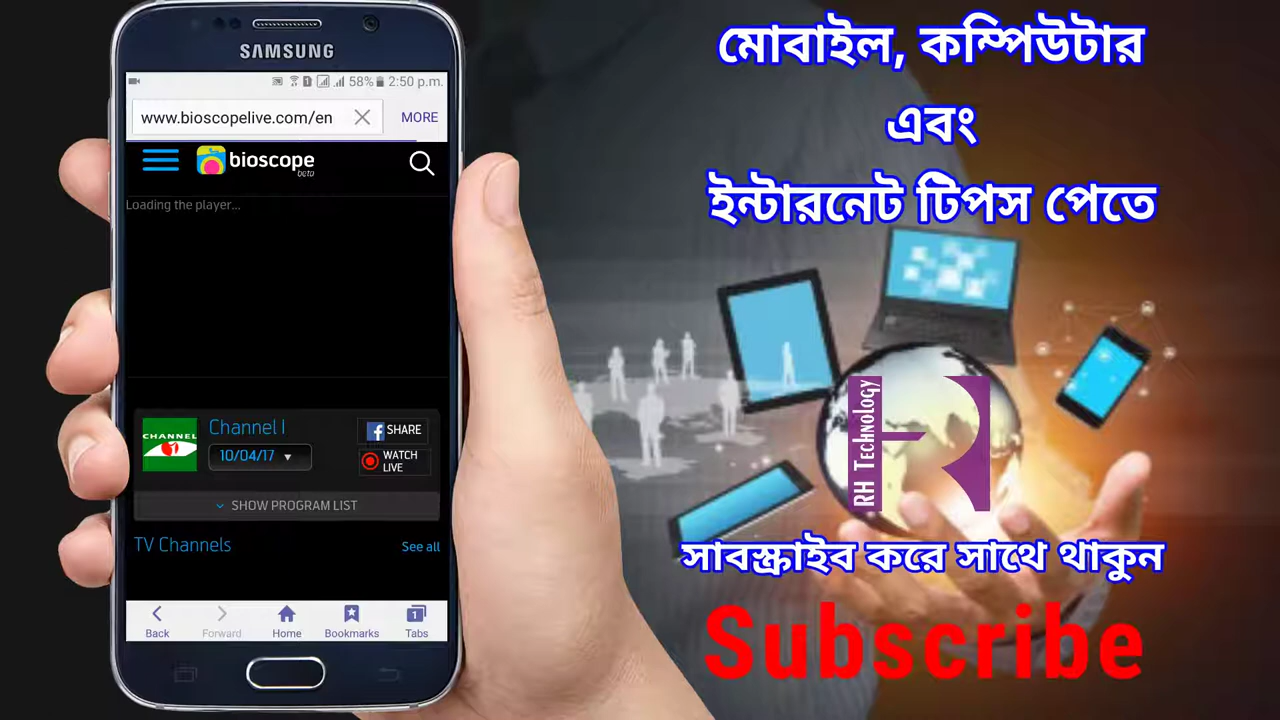 SAMSUNG
1 58% 2:50 p.m.
www.bioscopelive.com/en
MORE
bioscope
beta
Loading the player...
CHANNEL
Channel I
10/04/17
SHARE
WATCH
LIVE
SHOW PROGRAM LIST
TV Channels
See all
Back
Forward
Home
Bookmarks
1
Tabs
মোবাইল, কম্পিউটার
এবং
ইন্টারনেট টিপস পেতে
RH Technology
R
সাবস্ক্রাইব করে সাথে থাকুন
Subscribe